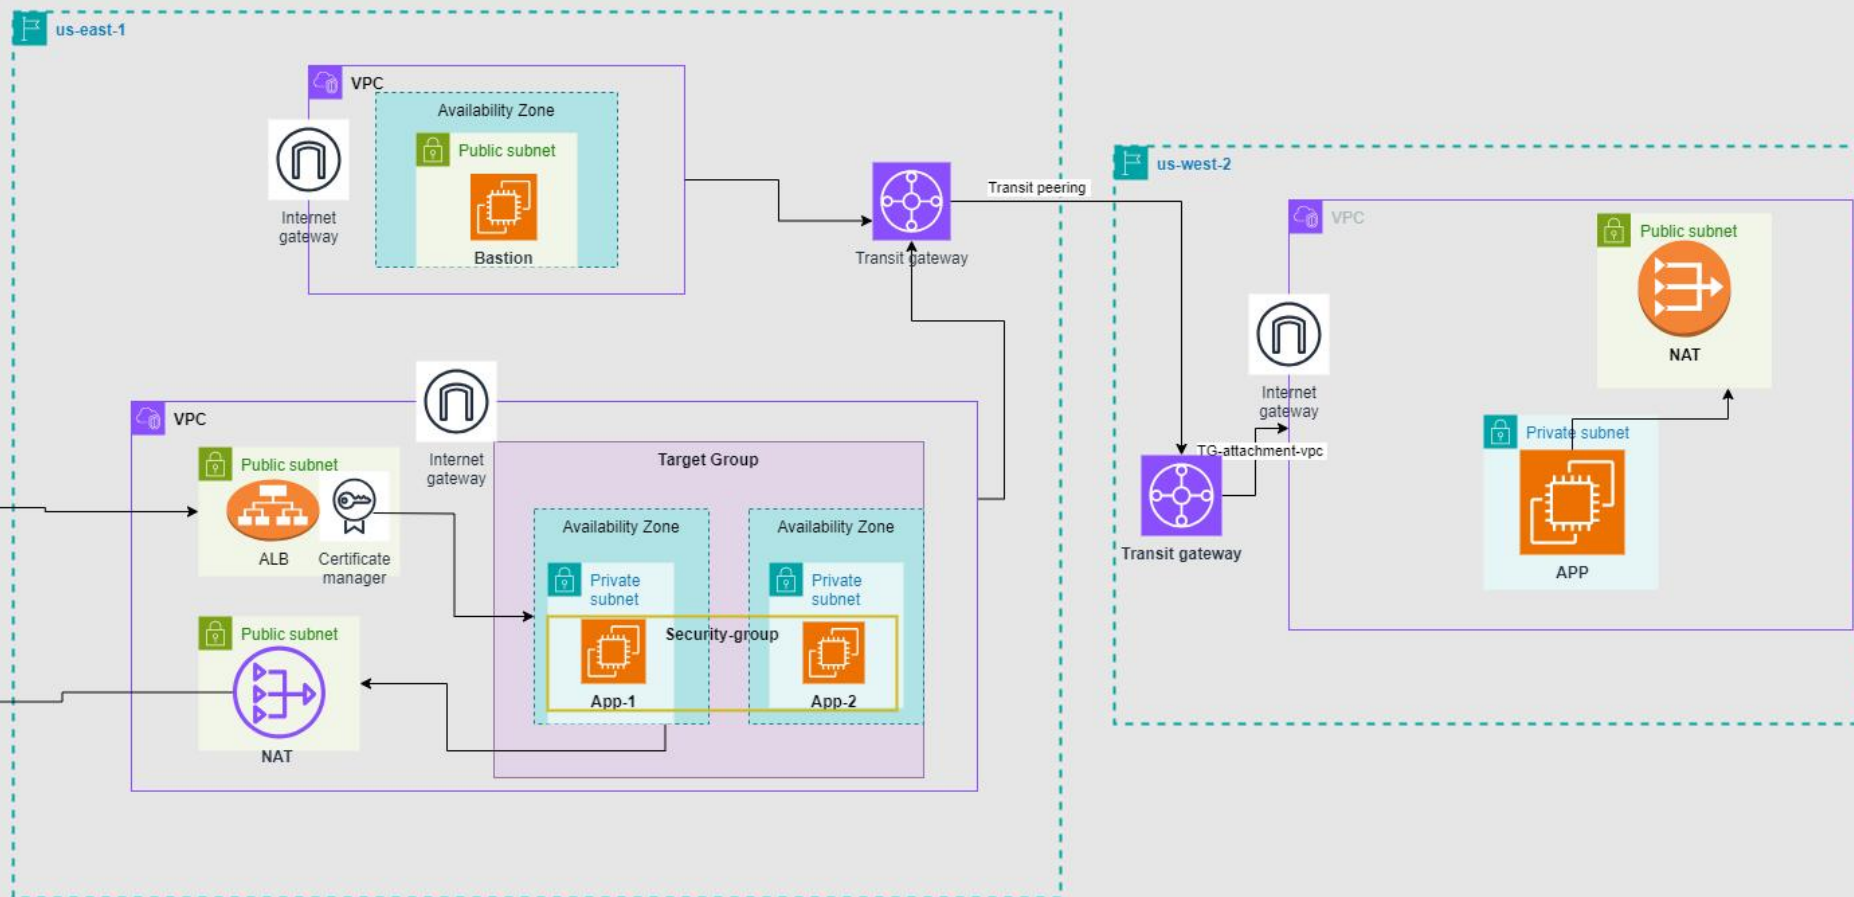 us-east-1
VPC
Availability Zone
Public subnet
Bastion
Internet
gateway
Transit gateway
Transit peering
us-west-2
VPC
Public subnet
NAT
Internet
gateway
TG-attachment-vpc
Transit gateway
Private subnet
APP
VPC
Internet
gateway
Public subnet
ALB
Certificate
manager
Public subnet
NAT
Target Group
Availability Zone
Private
subnet
Availability Zone
Private
subnet
Security-group
App-1
App-2